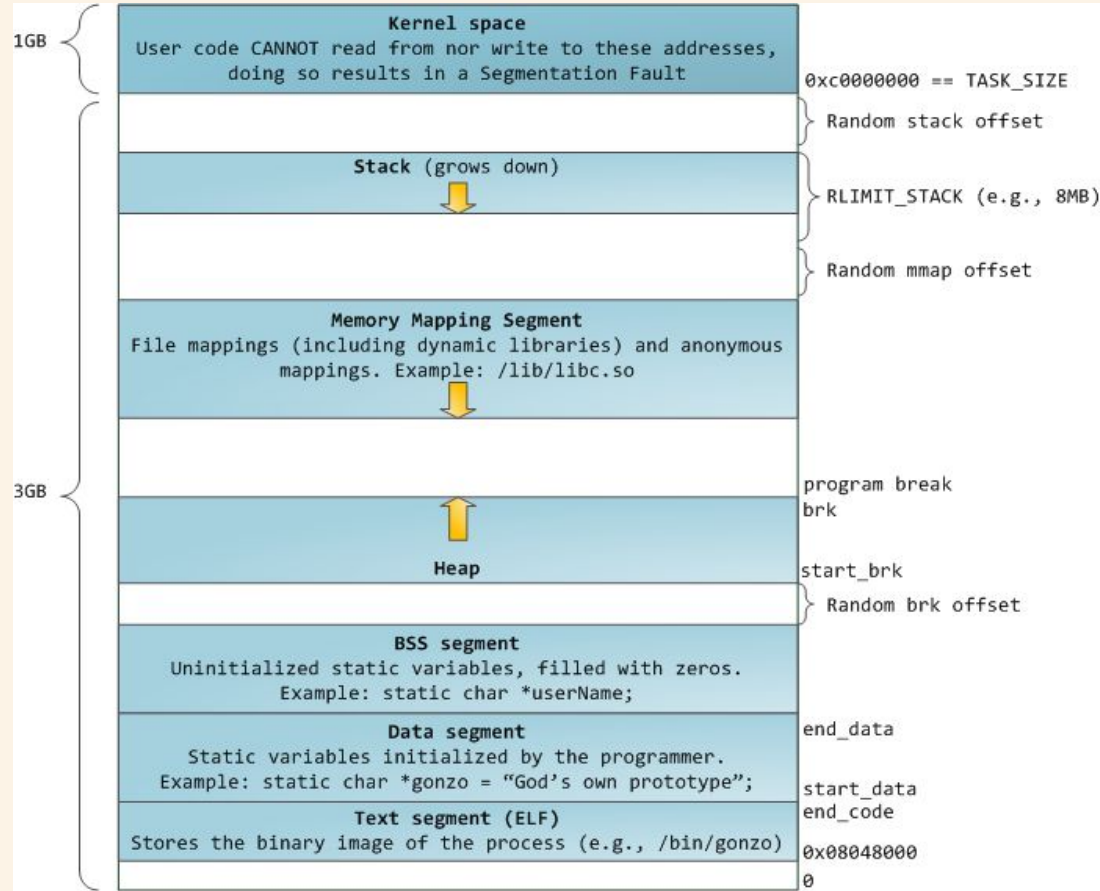 Kernel space
1GB
User code CANNOT read from nor write to these addresses,
doing so results in a Segmentation Fault
0xc0000000 == TASK_SIZE
Random stack offset
Stack (grows down)
RLIMIT_STACK (e.g., 8MB)
Random mmap offset
Memory Mapping Segment
File mappings (including dynamic libraries) and anonymous
mappings. Example: /lib/libc.so
3GB
program break
brk
Heap
start_brk
Random brk offset
BSS segment
Uninitialized static variables, filled with zeros.
Example: static char *userName;
Data segment
end_data
Static variables initialized by the programmer.
Example: static char *gonzo = “God’s own prototype”;
start_data
end_code
Text segment (ELF)
Stores the binary image of the process (e.g., /bin/gonzo)
0x08048000
0